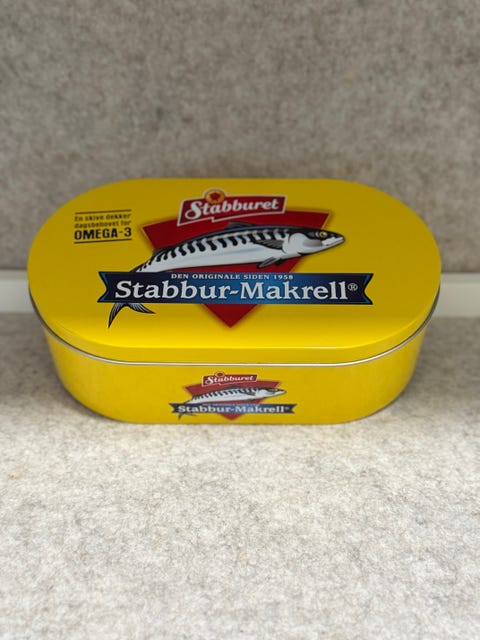 Stabburet
En skive dekker
dagsbehovet for
OMEGA-3
DEN ORIGINALE SIDEN 1958
Stabbur-Makrell®
Stabburet
Stabbur-Makrell®